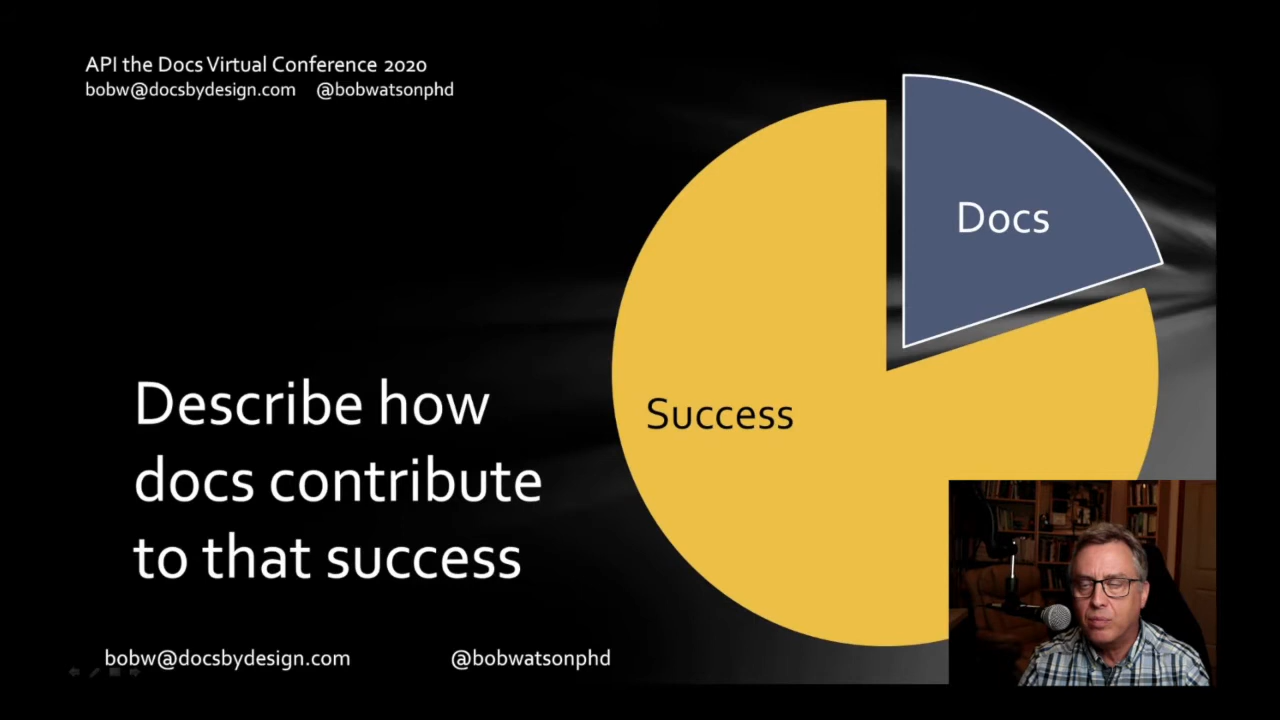 API the Docs Virtual Conference 2020
bobw@docsbydesign.com @bobwatsonphd
Docs
Success
Describe how
docs contribute
to that success
bobw@docsbydesign.com @bobwatsonphd